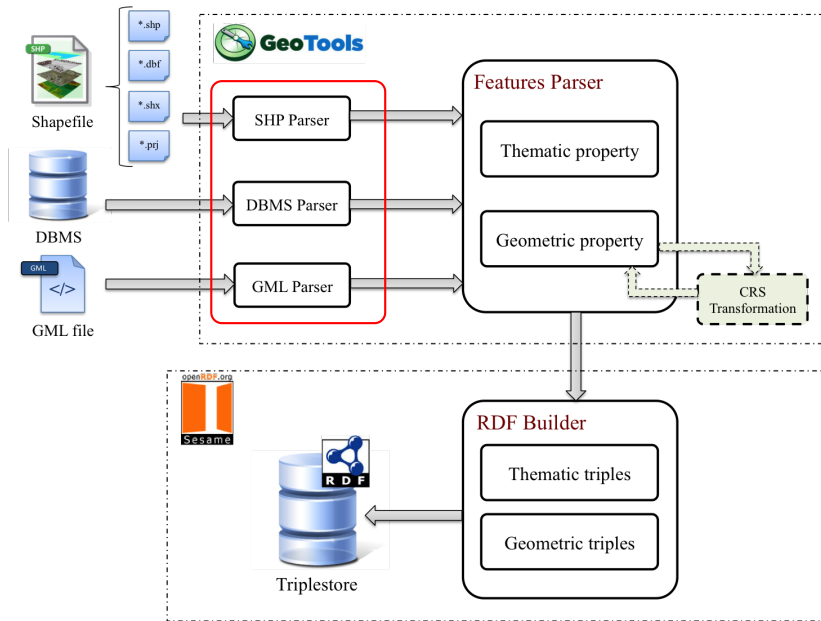 *.shp
*.dbf
*.shx
*.prj
SHP
Shapefile
DBMS
GML
</>
GML file
GeoTools
SHP Parser
DBMS Parser
GML Parser
Features Parser
Thematic property
Geometric property
CRS
Transformation
openRDF.org
Sesame
RDF
Triplestore
RDF Builder
Thematic triples
Geometric triples